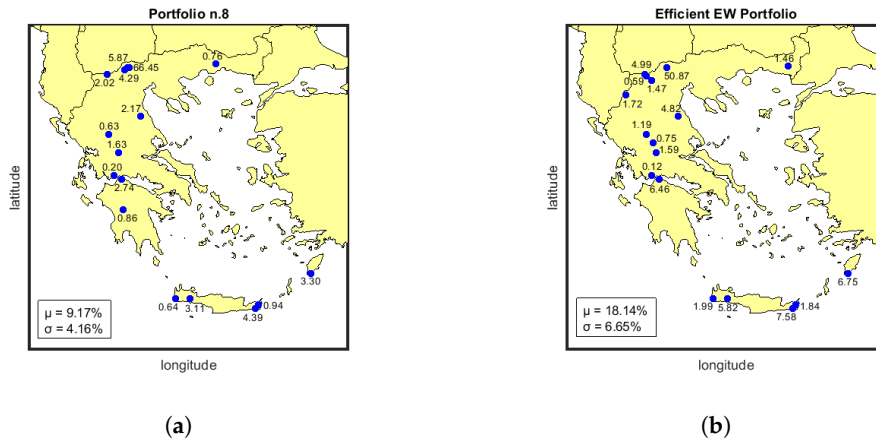 Portfolio n.8
5.87
66.45
0.76
2.02
4.29
2.17
0.63
1.63
0.20
2.74
0.86
3.30
0.64
3.11
0.94
4.39
μ = 9.17%
σ = 4.16%
latitude
longitude
(a)
Efficient EW Portfolio
4.99
1.46
0.59
50.87
1.47
1.72
4.82
1.19
0.75
1.59
0.12
6.46
6.75
1.99
5.82
1.84
7.58
μ = 18.14%
σ = 6.65%
latitude
longitude
(b)